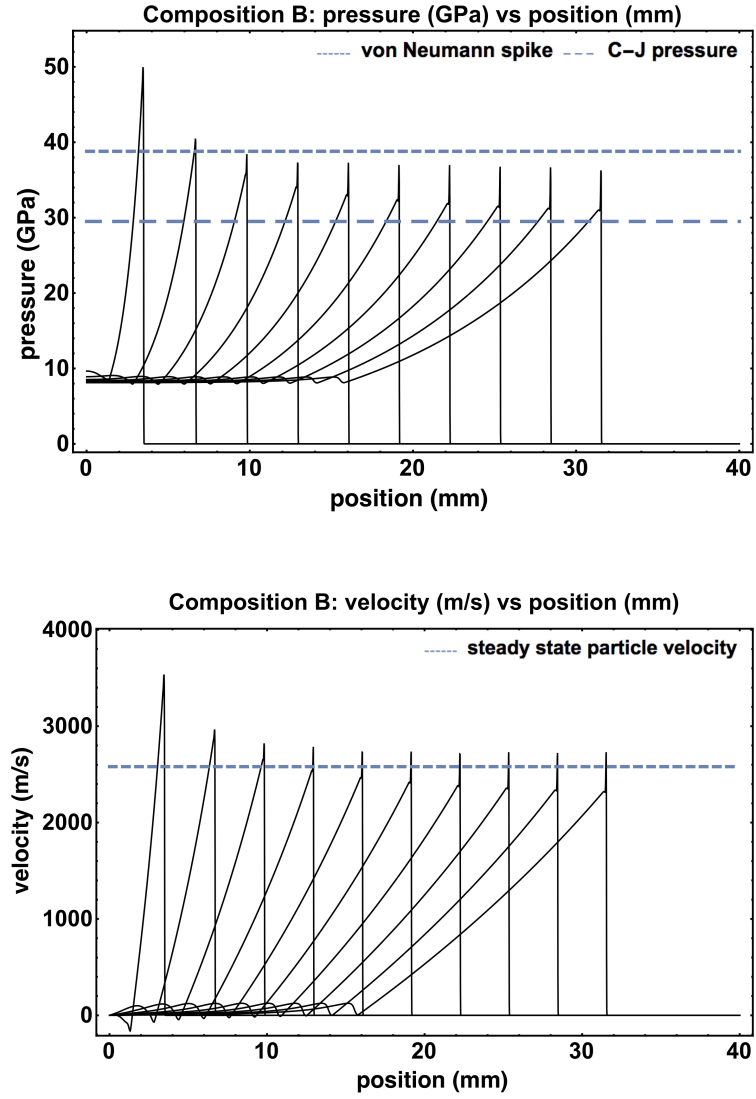 Composition B: pressure (GPa) vs position (mm)
von Neumann spike C–J pressure
50
40
30
20
10
0
pressure (GPa)
0 10 20 30 40
position (mm)
Composition B: velocity (m/s) vs position (mm)
steady state particle velocity
4000
3000
2000
1000
0
velocity (m/s)
0 10 20 30 40
position (mm)